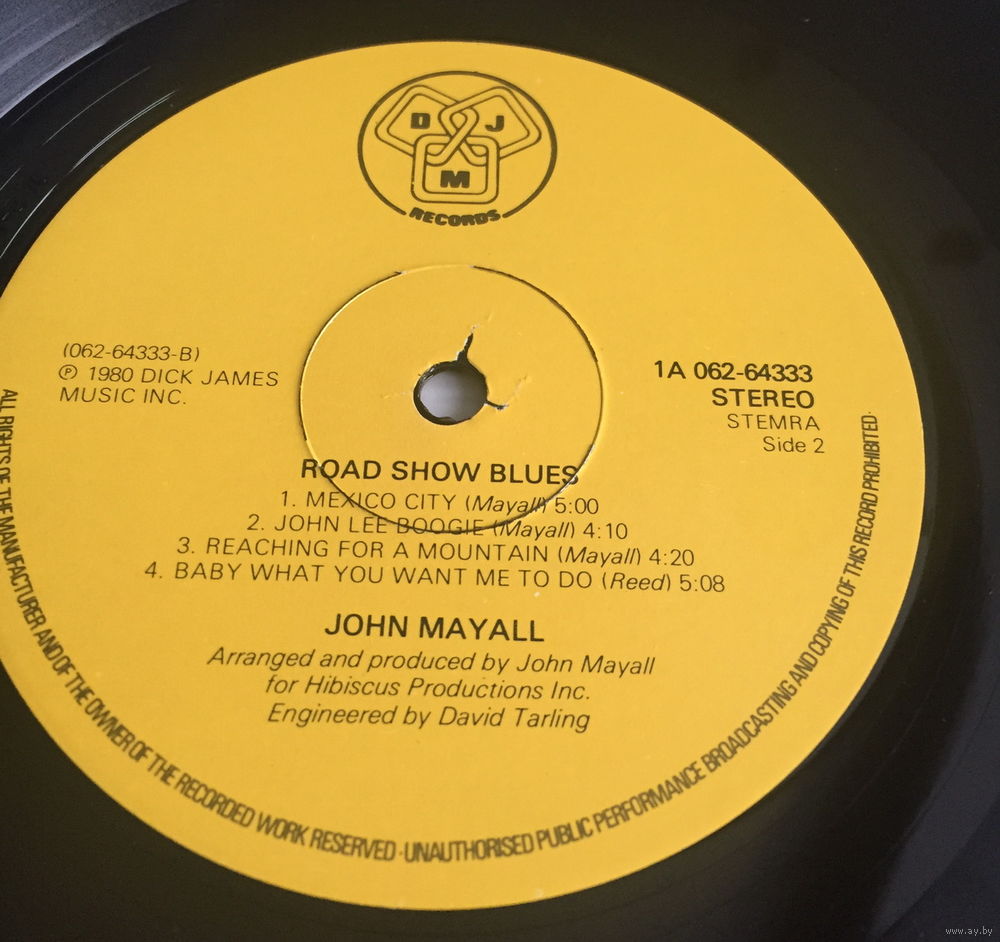 D J
M
RECORDS
(062-64333-B)
℗ 1980 DICK JAMES
MUSIC INC.
1A 062-64333
STEREO
STEMRA
Side 2
ROAD SHOW BLUES
1. MEXICO CITY (Mayall) 5:00
2. JOHN LEE BOOGIE (Mayall) 4:10
3. REACHING FOR A MOUNTAIN (Mayall) 4:20
4. BABY WHAT YOU WANT ME TO DO (Reed) 5:08
JOHN MAYALL
Arranged and produced by John Mayall
for Hibiscus Productions Inc.
Engineered by David Tarling
ALL RIGHTS OF THE MANUFACTURER AND OF THE OWNER OF THE RECORDED WORK RESERVED · UNAUTHORISED PUBLIC PERFORMANCE BROADCASTING AND COPYING OF THIS RECORD PROHIBITED ·
www.ay.by